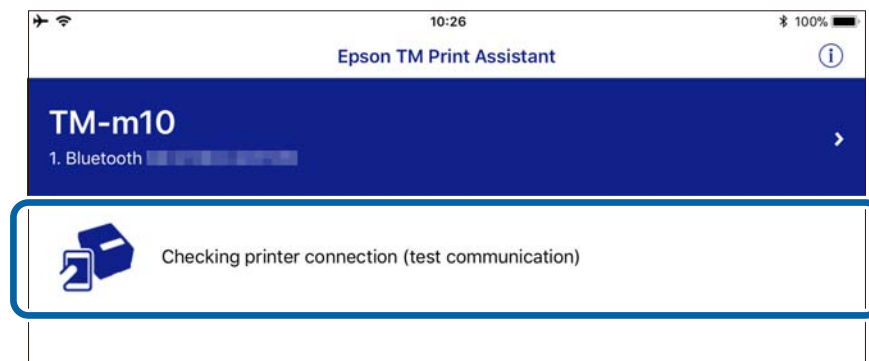 10:26
100%
Epson TM Print Assistant
TM-m10
1. Bluetooth
Checking printer connection (test communication)